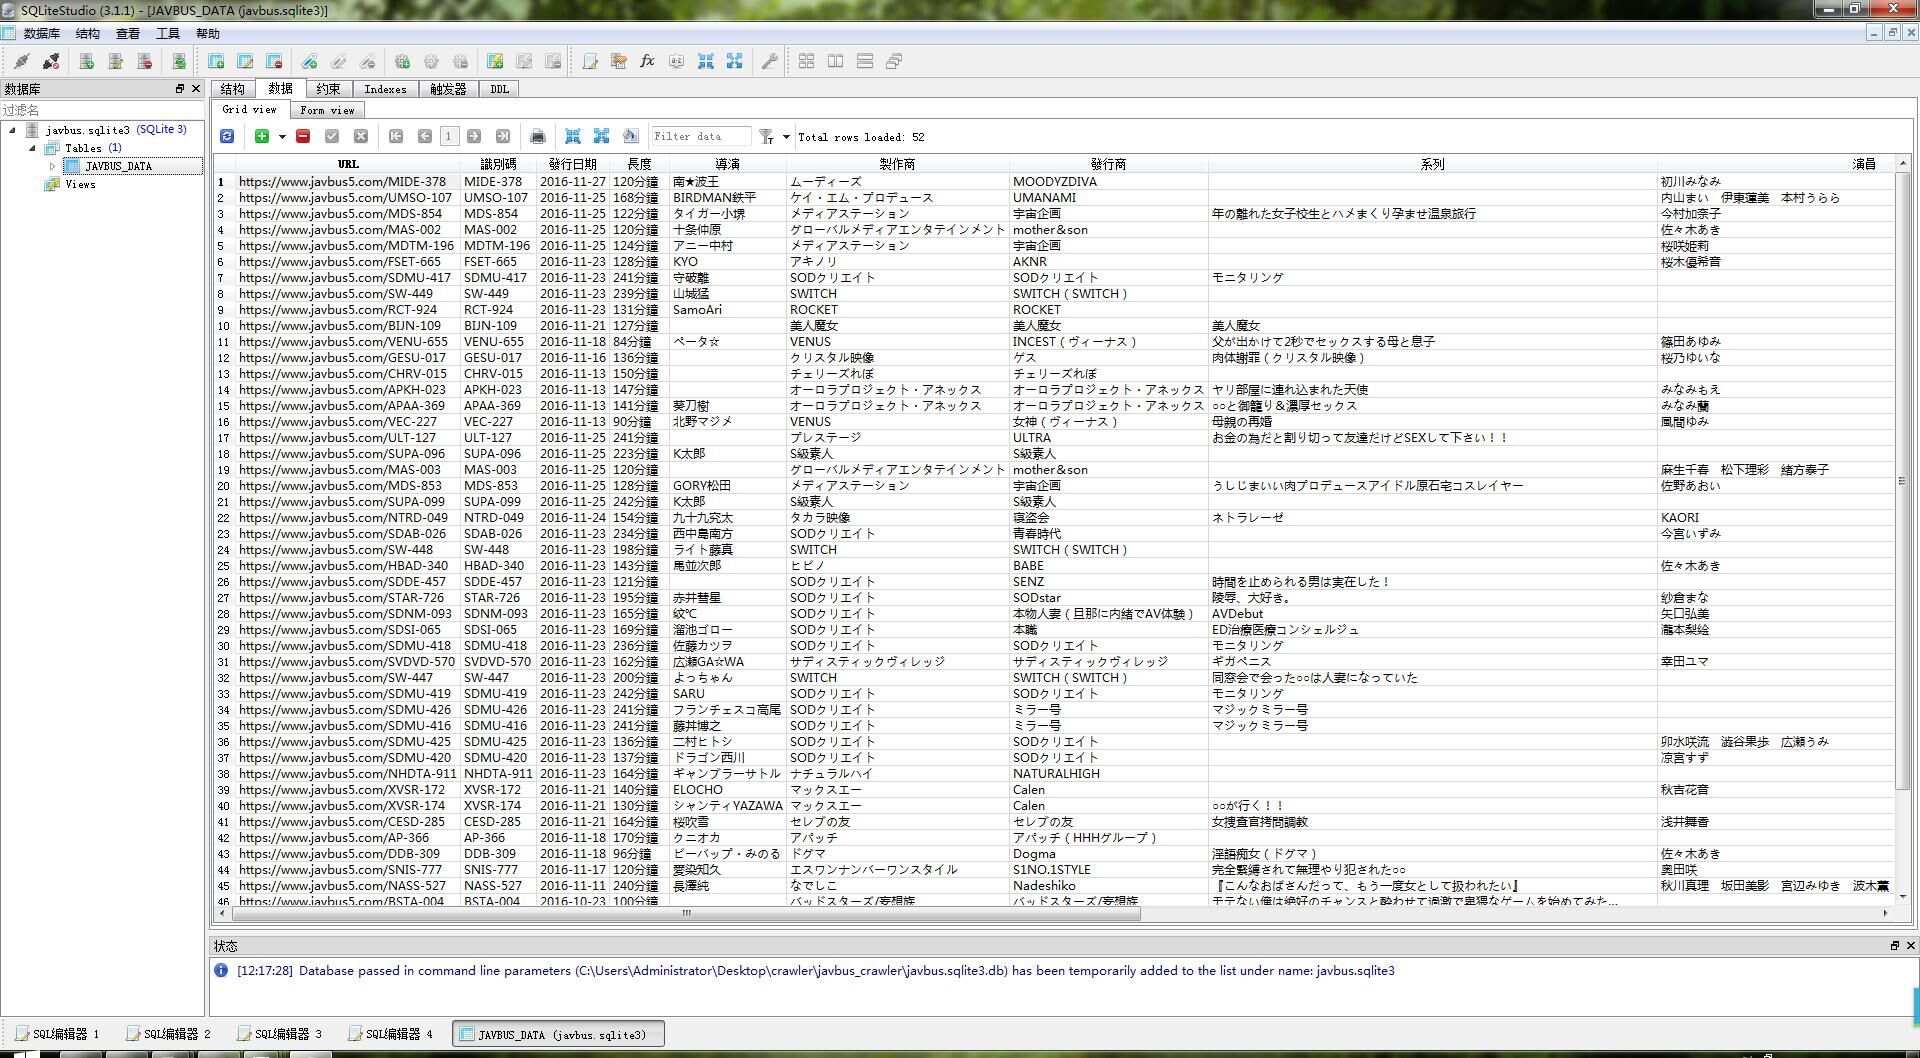 SQLiteStudio (3.1.1) - [JAVBUS_DATA (javbus.sqlite3)]
数据库 结构 查看 工具 帮助
数据库
过滤名
javbus.sqlite3 (SQLite 3)
Tables (1)
JAVBUS_DATA
Views
结构 数据 约束 Indexes 触发器 DDL
Grid view Form view
1 Filter data Total rows loaded: 52
URL 識別碼 發行日期 長度 導演 製作商 發行商 系列 演員
1 https://www.javbus5.com/MIDE-378 MIDE-378 2016-11-27 120分鐘 南★波王 ムーディーズ MOODYZDIVA 初川みなみ
2 https://www.javbus5.com/UMSO-107 UMSO-107 2016-11-25 168分鐘 BIRDMAN鉄平 ケイ・エム・プロデュース UMANAMI 内山まい 伊東蓮美 本村うらら
3 https://www.javbus5.com/MDS-854 MDS-854 2016-11-25 122分鐘 タイガー小堺 メディアステーション 宇宙企画 年の離れた女子校生とハメまくり孕ませ温泉旅行 今村加奈子
4 https://www.javbus5.com/MAS-002 MAS-002 2016-11-25 120分鐘 十条仲原 グローバルメディアエンタテインメント mother＆son 佐々木あき
5 https://www.javbus5.com/MDTM-196 MDTM-196 2016-11-25 124分鐘 アニー中村 メディアステーション 宇宙企画 桜咲姫莉
6 https://www.javbus5.com/FSET-665 FSET-665 2016-11-23 128分鐘 KYO アキノリ AKNR 桜木優希音
7 https://www.javbus5.com/SDMU-417 SDMU-417 2016-11-23 241分鐘 守破離 SODクリエイト SODクリエイト モニタリング
8 https://www.javbus5.com/SW-449 SW-449 2016-11-23 239分鐘 山城猛 SWITCH SWITCH（SWITCH）
9 https://www.javbus5.com/RCT-924 RCT-924 2016-11-23 131分鐘 SamoAri ROCKET ROCKET
10 https://www.javbus5.com/BIJN-109 BIJN-109 2016-11-21 127分鐘 美人魔女 美人魔女 美人魔女
11 https://www.javbus5.com/VENU-655 VENU-655 2016-11-18 84分鐘 ペータ☆ VENUS INCEST（ヴィーナス） 父が出かけて2秒でセックスする母と息子 篠田あゆみ
12 https://www.javbus5.com/GESU-017 GESU-017 2016-11-16 136分鐘 クリスタル映像 ゲス 肉体謝罪（クリスタル映像） 桜乃ゆいな
13 https://www.javbus5.com/CHRV-015 CHRV-015 2016-11-13 150分鐘 チェリーズれぼ チェリーズれぼ
14 https://www.javbus5.com/APKH-023 APKH-023 2016-11-13 147分鐘 オーロラプロジェクト・アネックス オーロラプロジェクト・アネックス ヤリ部屋に連れ込まれた天使 みなみもえ
15 https://www.javbus5.com/APAA-369 APAA-369 2016-11-13 141分鐘 葵刀樹 オーロラプロジェクト・アネックス オーロラプロジェクト・アネックス ○○と御籠り＆濃厚セックス みなみ蘭
16 https://www.javbus5.com/VEC-227 VEC-227 2016-11-13 90分鐘 北野マジメ VENUS 女神（ヴィーナス） 母親の再婚 風間ゆみ
17 https://www.javbus5.com/ULT-127 ULT-127 2016-11-25 241分鐘 プレステージ ULTRA お金の為だと割り切って友達だけどSEXして下さい！！
18 https://www.javbus5.com/SUPA-096 SUPA-096 2016-11-25 223分鐘 K太郎 S級素人 S級素人
19 https://www.javbus5.com/MAS-003 MAS-003 2016-11-25 120分鐘 グローバルメディアエンタテインメント mother＆son 麻生千春 松下理彩 緒方泰子
20 https://www.javbus5.com/MDS-853 MDS-853 2016-11-25 128分鐘 GORY松田 メディアステーション 宇宙企画 うしじまいい肉プロデュースアイドル原石宅コスレイヤー 佐野あおい
21 https://www.javbus5.com/SUPA-099 SUPA-099 2016-11-25 242分鐘 K太郎 S級素人 S級素人
22 https://www.javbus5.com/NTRD-049 NTRD-049 2016-11-24 154分鐘 九十九究太 タカラ映像 寝盗会 ネトラレーゼ KAORI
23 https://www.javbus5.com/SDAB-026 SDAB-026 2016-11-23 234分鐘 西中島南方 SODクリエイト 青春時代 今宮いずみ
24 https://www.javbus5.com/SW-448 SW-448 2016-11-23 198分鐘 ライト藤真 SWITCH SWITCH（SWITCH）
25 https://www.javbus5.com/HBAD-340 HBAD-340 2016-11-23 143分鐘 馬並次郎 ヒビノ BABE 佐々木あき
26 https://www.javbus5.com/SDDE-457 SDDE-457 2016-11-23 121分鐘 SODクリエイト SENZ 時間を止められる男は実在した！
27 https://www.javbus5.com/STAR-726 STAR-726 2016-11-23 195分鐘 赤井彗星 SODクリエイト SODstar 陵辱、大好き。 紗倉まな
28 https://www.javbus5.com/SDNM-093 SDNM-093 2016-11-23 165分鐘 紋℃ SODクリエイト 本物人妻（旦那に内緒でAV体験） AVDebut 矢口弘美
29 https://www.javbus5.com/SDSI-065 SDSI-065 2016-11-23 169分鐘 溜池ゴロー SODクリエイト 本職 ED治療医療コンシェルジュ 瀧本梨絵
30 https://www.javbus5.com/SDMU-418 SDMU-418 2016-11-23 236分鐘 佐藤カツヲ SODクリエイト SODクリエイト モニタリング
31 https://www.javbus5.com/SVDVD-570 SVDVD-570 2016-11-23 162分鐘 広瀬GA☆WA サディスティックヴィレッジ サディスティックヴィレッジ ギガペニス 幸田ユマ
32 https://www.javbus5.com/SW-447 SW-447 2016-11-23 200分鐘 よっちゃん SWITCH SWITCH（SWITCH） 同窓会で会った○○は人妻になっていた
33 https://www.javbus5.com/SDMU-419 SDMU-419 2016-11-23 242分鐘 SARU SODクリエイト SODクリエイト モニタリング
34 https://www.javbus5.com/SDMU-426 SDMU-426 2016-11-23 241分鐘 フランチェスコ高尾 SODクリエイト ミラー号 マジックミラー号
35 https://www.javbus5.com/SDMU-416 SDMU-416 2016-11-23 241分鐘 藤丼博之 SODクリエイト ミラー号 マジックミラー号
36 https://www.javbus5.com/SDMU-425 SDMU-425 2016-11-23 136分鐘 二村ヒトシ SODクリエイト SODクリエイト 卯水咲流 澁谷果歩 広瀬うみ
37 https://www.javbus5.com/SDMU-420 SDMU-420 2016-11-23 137分鐘 ドラゴン西川 SODクリエイト SODクリエイト 涼宮すず
38 https://www.javbus5.com/NHDTA-911 NHDTA-911 2016-11-23 164分鐘 ギャンブラーサトル ナチュラルハイ NATURALHIGH
39 https://www.javbus5.com/XVSR-172 XVSR-172 2016-11-21 140分鐘 ELOCHO マックスエー Calen 秋吉花音
40 https://www.javbus5.com/XVSR-174 XVSR-174 2016-11-21 130分鐘 シャンティYAZAWA マックスエー Calen ○○が行く！！
41 https://www.javbus5.com/CESD-285 CESD-285 2016-11-21 164分鐘 桜吹雪 セレブの友 セレブの友 女捜査官拷問調教 浅井舞香
42 https://www.javbus5.com/AP-366 AP-366 2016-11-18 170分鐘 クニオカ アパッチ アパッチ（HHHグループ）
43 https://www.javbus5.com/DDB-309 DDB-309 2016-11-18 96分鐘 ビーバップ・みのる ドグマ Dogma 淫語痴女（ドグマ） 佐々木あき
44 https://www.javbus5.com/SNIS-777 SNIS-777 2016-11-17 120分鐘 愛染知久 エスワンナンバーワンスタイル S1NO.1STYLE 完全緊縛されて無理やり犯された○○ 奥田咲
45 https://www.javbus5.com/NASS-527 NASS-527 2016-11-11 240分鐘 長澤純 なでしこ Nadeshiko 『こんなおばさんだって、もう一度女として扱われたい』 秋川真理 坂田美影 宮辺みゆき 波木薫
46 https://www.javbus5.com/BSTA-004 BSTA-004 2016-10-23 100分鐘 バッドスターズ/妄想族 バッドスターズ/妄想族 モテない俺は絶好のチャンスと酔わせて過激で卑猥なゲームを始めてみた...
状态
[12:17:28] Database passed in command line parameters (C:\Users\Administrator\Desktop\crawler\javbus_crawler\javbus.sqlite3.db) has been temporarily added to the list under name: javbus.sqlite3
SQL编辑器 1 SQL编辑器 2 SQL编辑器 3 SQL编辑器 4 JAVBUS_DATA (javbus.sqlite3)